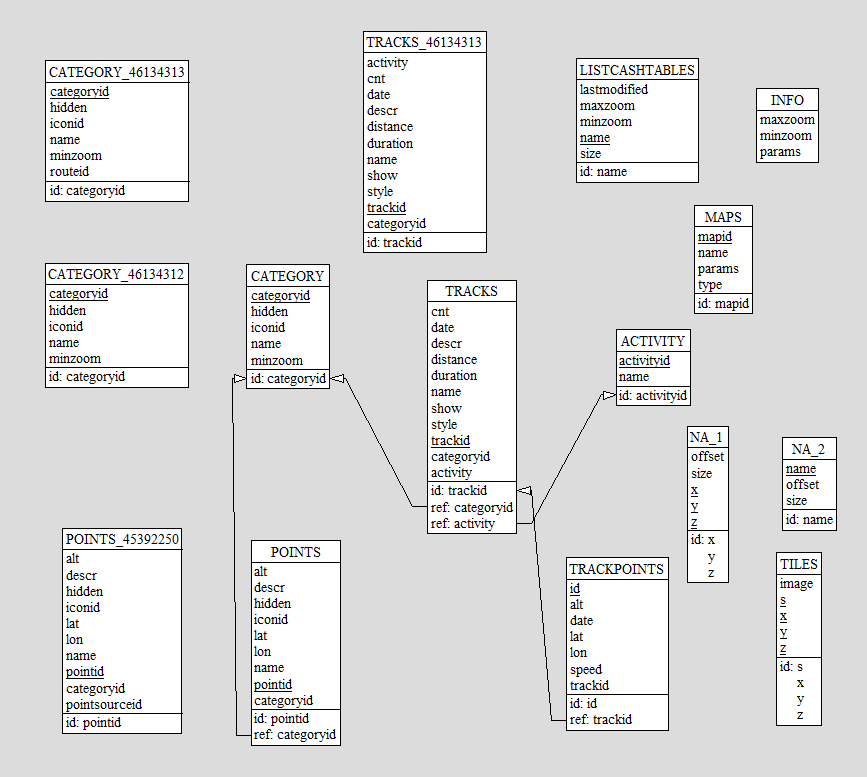 CATEGORY_46134313
categoryid
hidden
iconid
name
minzoom
routeid
id: categoryid
TRACKS_46134313
activity
cnt
date
descr
distance
duration
name
show
style
trackid
categoryid
id: trackid
LISTCASHTABLES
lastmodified
maxzoom
minzoom
name
size
id: name
INFO
maxzoom
minzoom
params
MAPS
mapid
name
params
type
id: mapid
CATEGORY_46134312
categoryid
hidden
iconid
name
minzoom
id: categoryid
CATEGORY
categoryid
hidden
iconid
name
minzoom
id: categoryid
TRACKS
cnt
date
descr
distance
duration
name
show
style
trackid
categoryid
activity
id: trackid
ref: categoryid
ref: activity
ACTIVITY
activityid
name
id: activityid
NA_1
offset
size
x
y
z
id: x
y
z
NA_2
name
offset
size
id: name
POINTS_45392250
alt
descr
hidden
iconid
lat
lon
name
pointid
categoryid
pointsourceid
id: pointid
POINTS
alt
descr
hidden
iconid
lat
lon
name
pointid
categoryid
id: pointid
ref: categoryid
TRACKPOINTS
id
alt
date
lat
lon
speed
trackid
id: id
ref: trackid
TILES
image
s
x
y
z
id: s
x
y
z